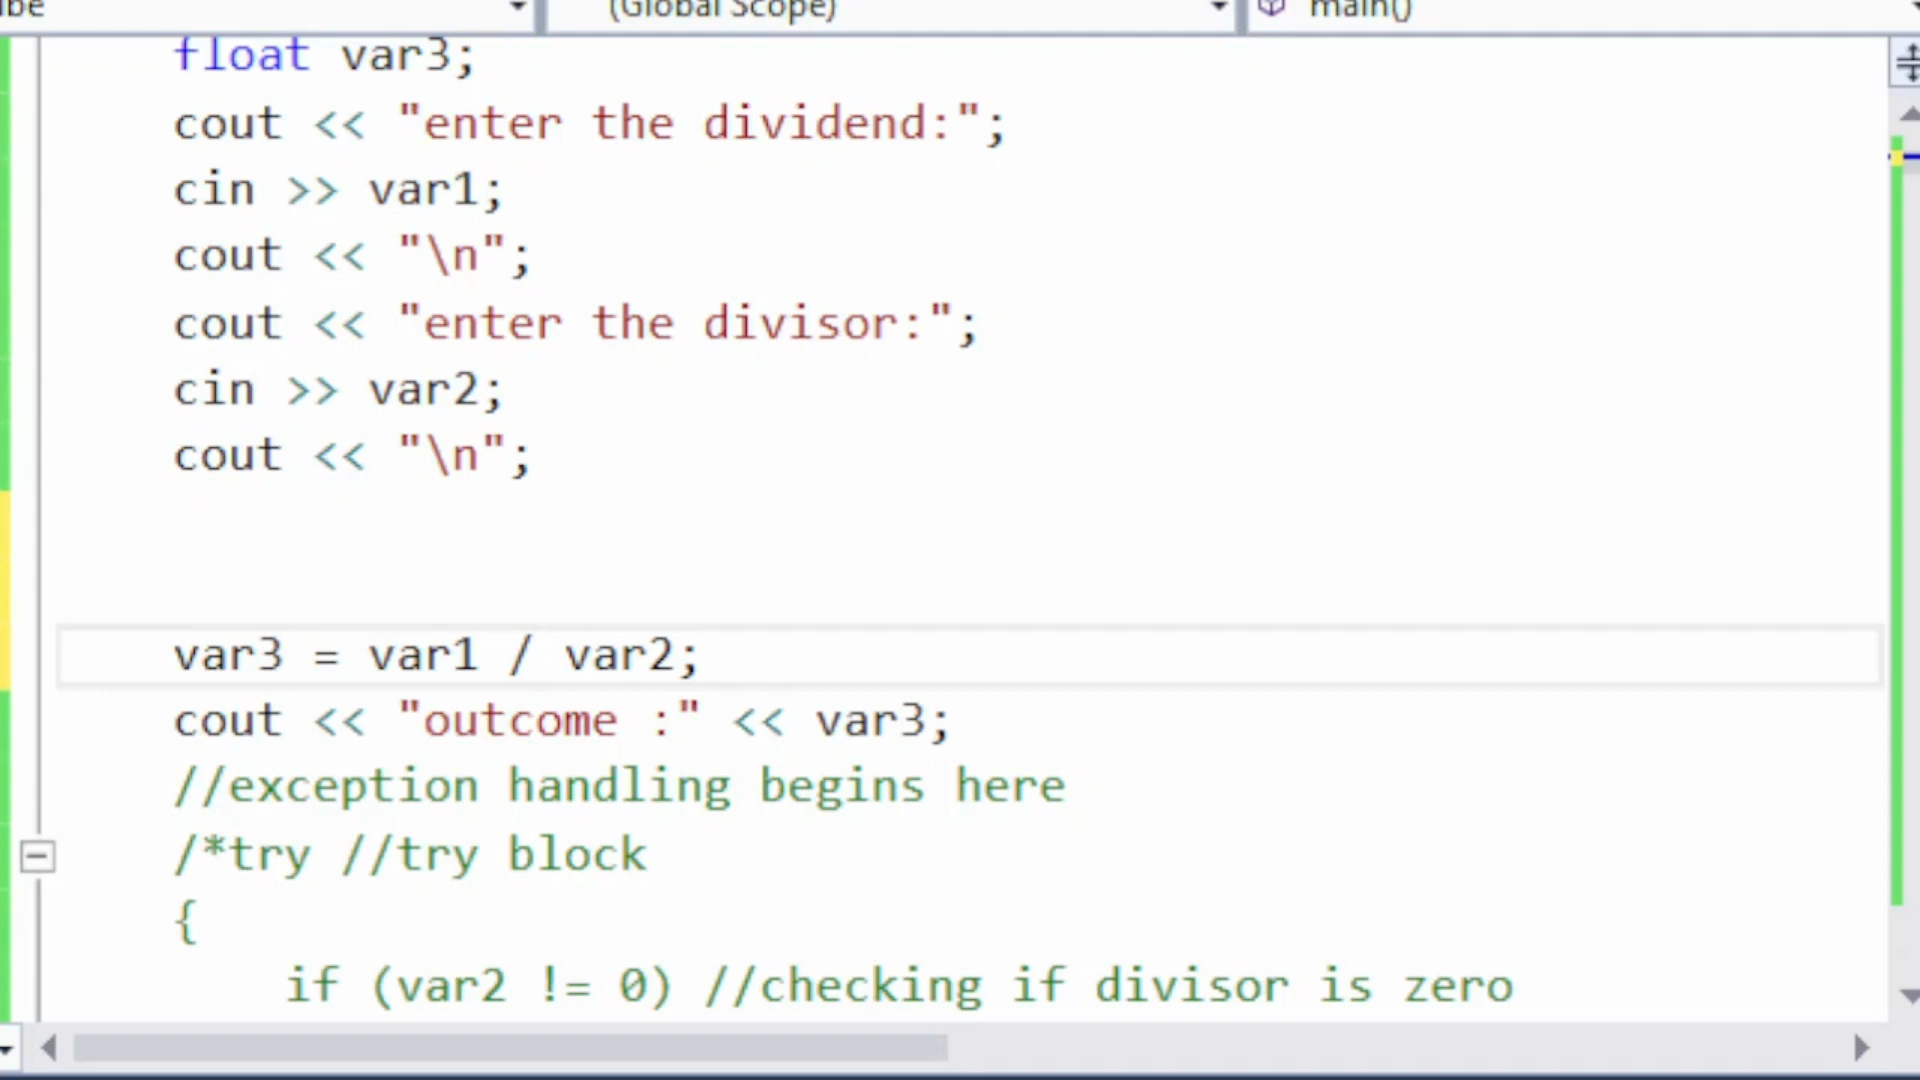 (Global Scope)
main()
float var3;
cout << "enter the dividend:";
cin >> var1;
cout << "\n";
cout << "enter the divisor:";
cin >> var2;
cout << "\n";
var3 = var1 / var2;
cout << "outcome :" << var3;
//exception handling begins here
/*try //try block
{
if (var2 != 0) //checking if divisor is zero